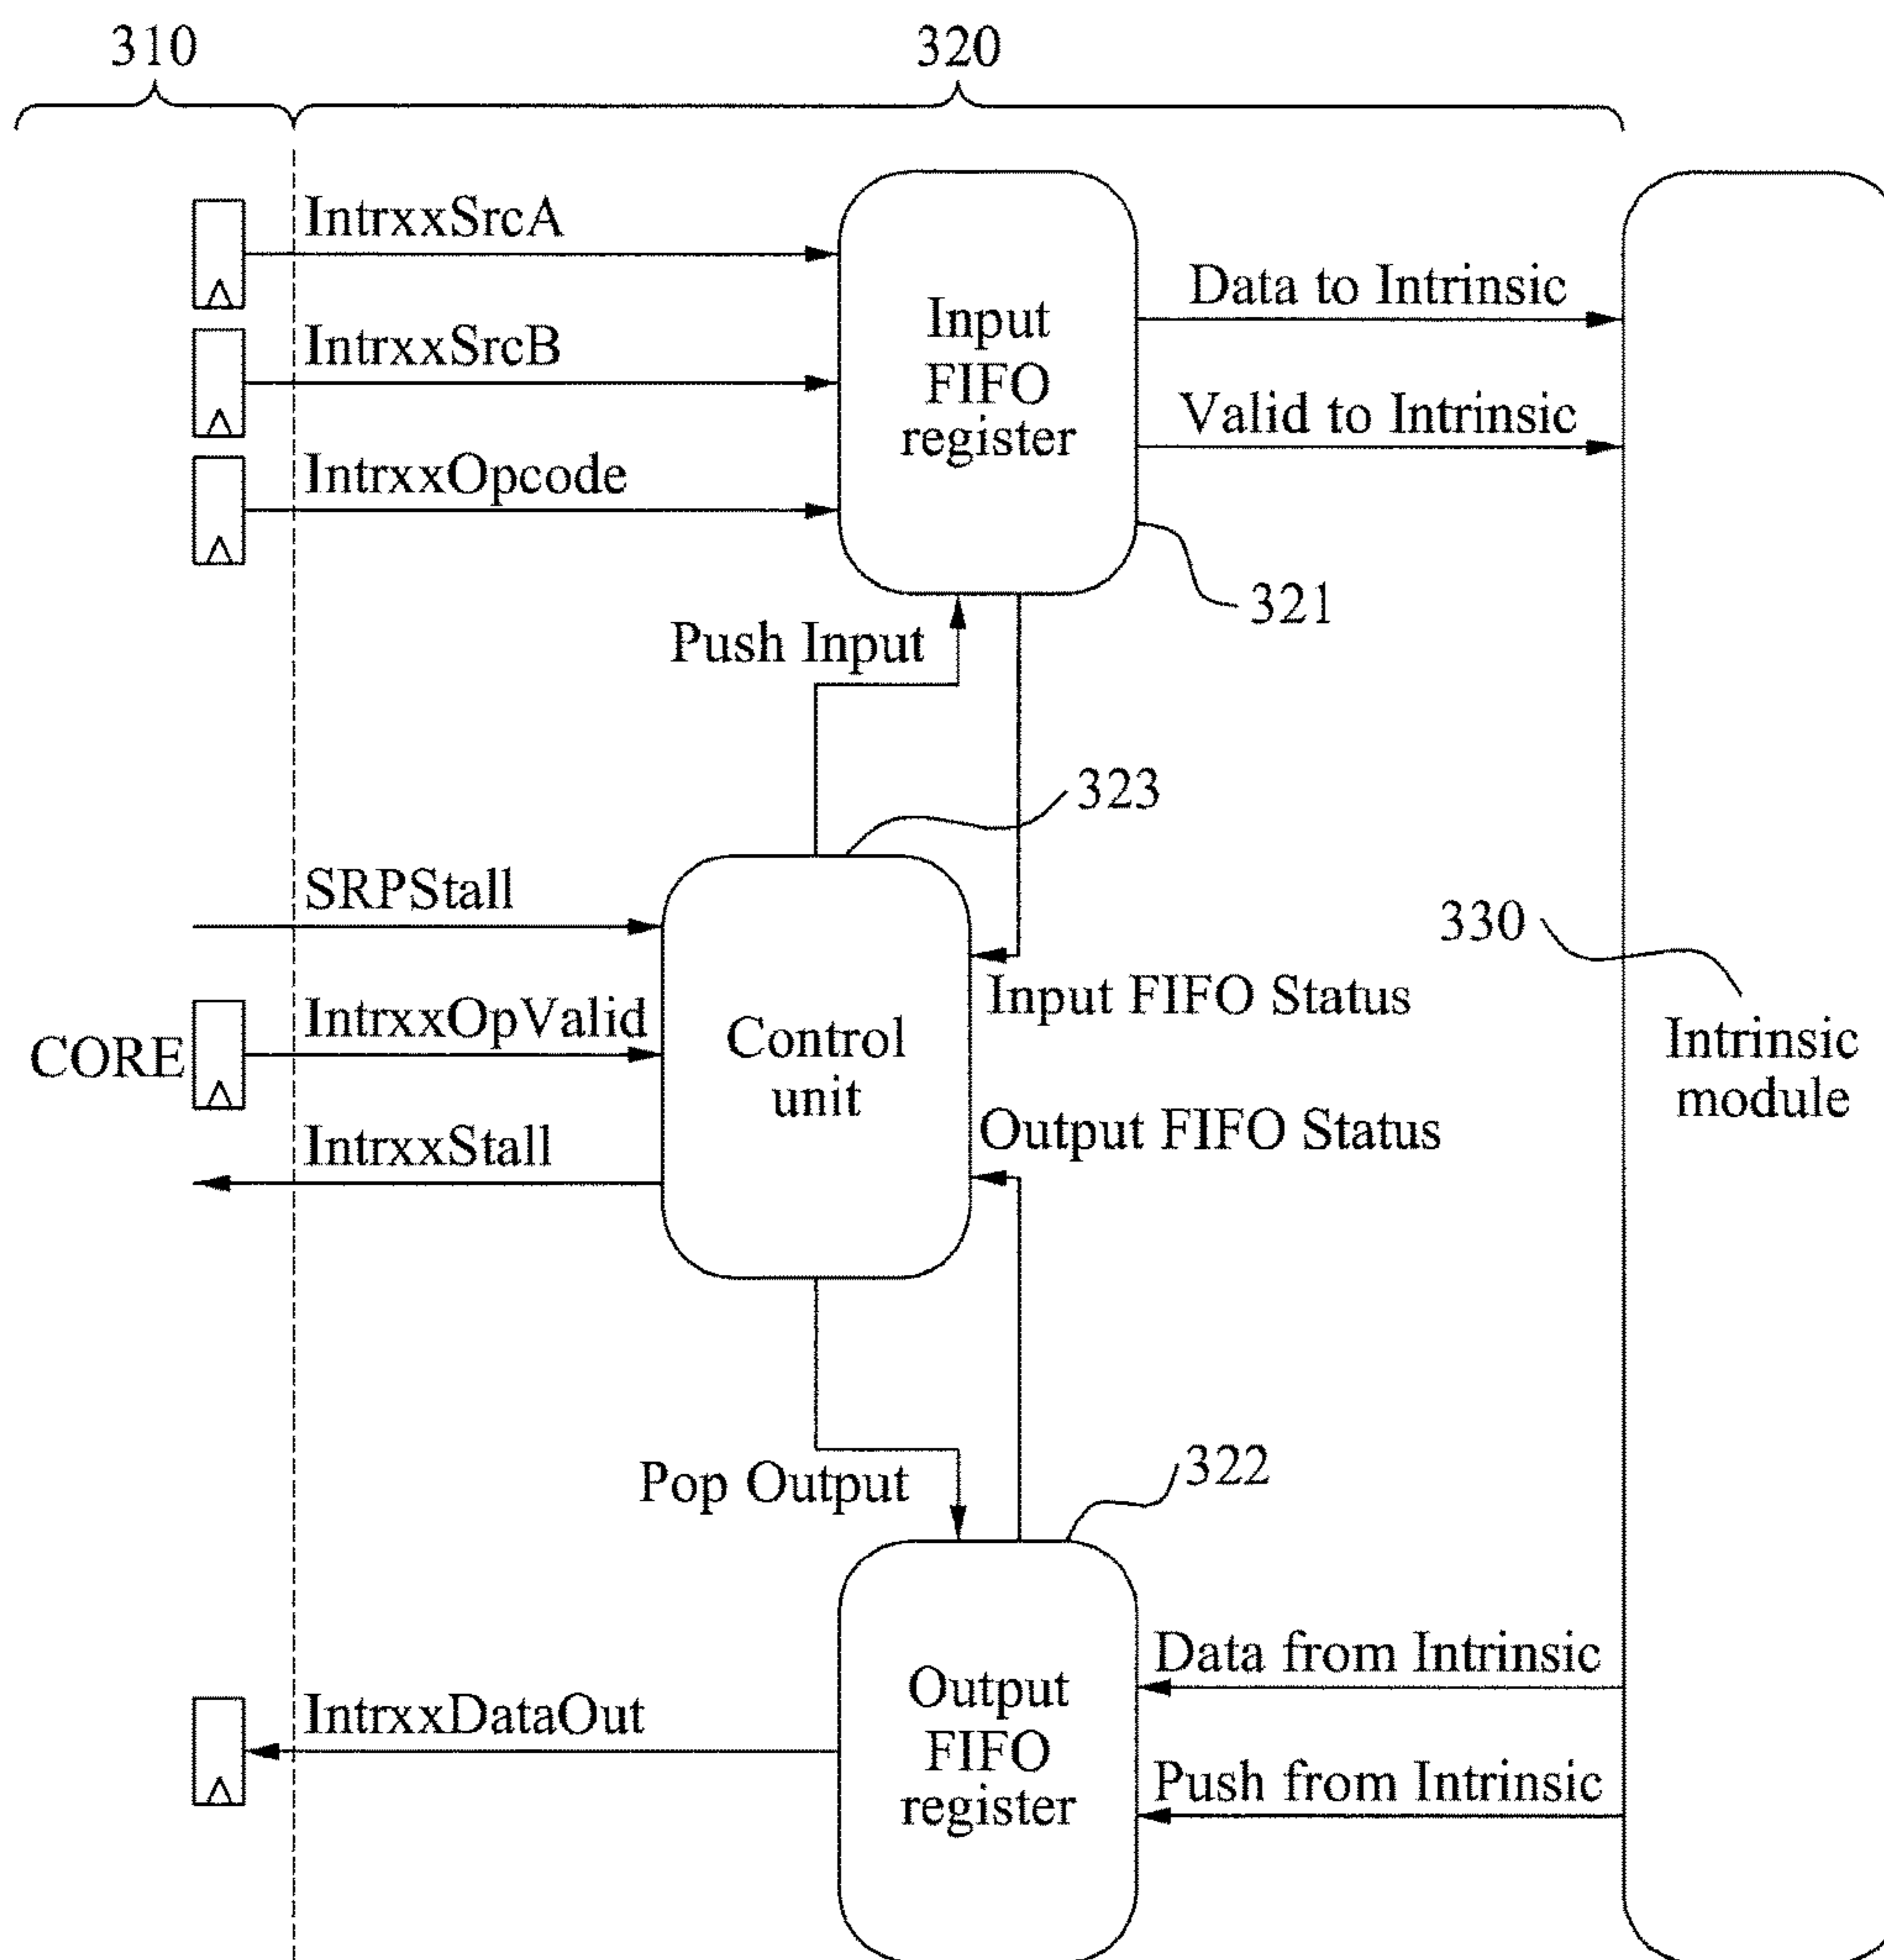 310
320
IntrxxSrcA
IntrxxSrcB
IntrxxOpcode
Input
FIFO
register
Data to Intrinsic
Valid to Intrinsic
321
Push Input
323
SRPStall
IntrxxOpValid
CORE
IntrxxStall
Control
unit
Input FIFO Status
Output FIFO Status
330
Intrinsic
module
Pop Output
322
IntrxxDataOut
Output
FIFO
register
Data from Intrinsic
Push from Intrinsic